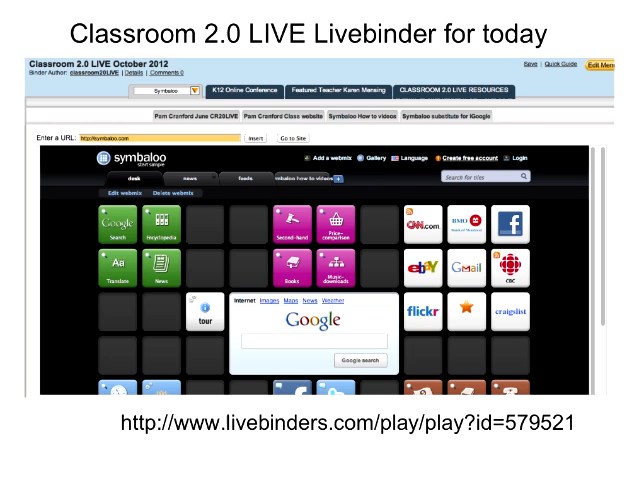 Classroom 2.0 LIVE Livebinder for today
Classroom 2.0 LIVE October 2012
Save | Quick Guide Edit Menu
Binder Author: classroom20LIVE | Details | Comments 0
Symbaloo K12 Online Conference Featured Teacher Karen Mensing CLASSROOM 2.0 LIVE RESOURCES
Pam Cranford June CR20LIVE Pam Cranford Class website Symbaloo How to videos Symbaloo substitute for iGoogle
Enter a URL: http://symbaloo.com Insert Go to Site
symbaloo
start simple
Add a webmix Gallery Language Create free account Login
desk news feeds mbaloo how to videos
Search for tiles
Edit webmix Delete webmix
Google
Search Encyclopedia Second-hand Price-
comparison
CNN.com BMO
Translate News Books Music-
downloads
ebY Gmail CBC
tour
Internet Images Maps News Weather
Google
Google search
flickr craigslist
http://www.livebinders.com/play/play?id=579521